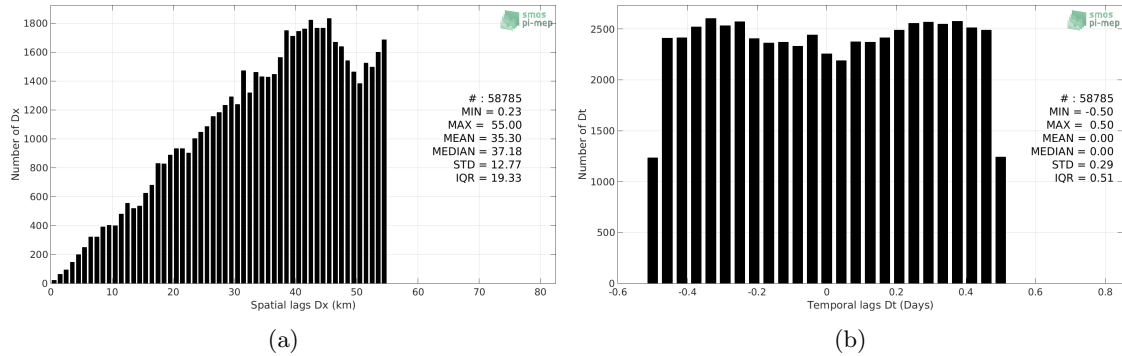 smos
pi-mep
1800
1600
1400
1200
1000
800
600
400
200
0
Number of Dx
# : 58785
MIN = 0.23
MAX = 55.00
MEAN = 35.30
MEDIAN = 37.18
STD = 12.77
IQR = 19.33
0 10 20 30 40 50 60 70 80
Spatial lags Dx (km)
(a)
smos
pi-mep
2500
2000
1500
1000
500
0
Number of Dt
# : 58785
MIN = -0.50
MAX = 0.50
MEAN = 0.00
MEDIAN = 0.00
STD = 0.29
IQR = 0.51
-0.6 -0.4 -0.2 0 0.2 0.4 0.6 0.8
Temporal lags Dt (Days)
(b)